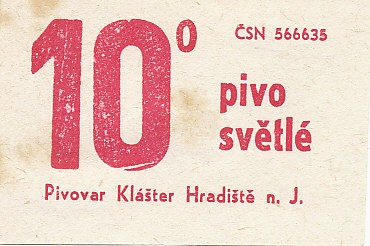 10° ČSN 566635
pivo
světlé
Pivovar Klášter Hradiště n. J.